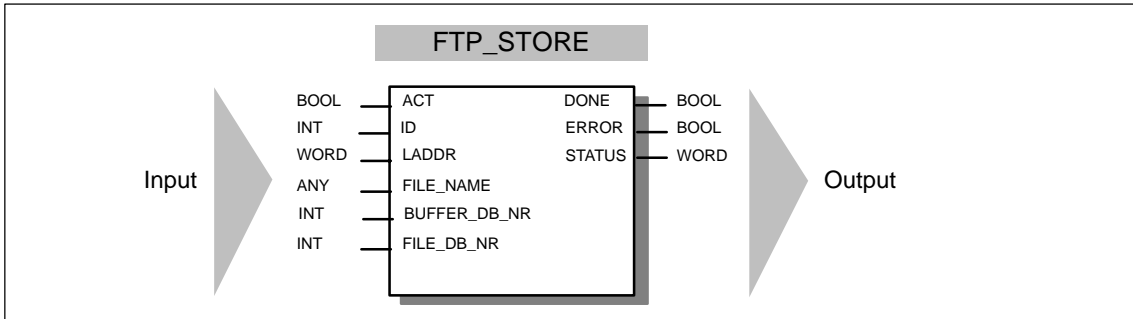 FTP_STORE
BOOL ACT DONE BOOL
INT ID ERROR BOOL
WORD LADDR STATUS WORD
Input ANY FILE_NAME Output
INT BUFFER_DB_NR
INT FILE_DB_NR